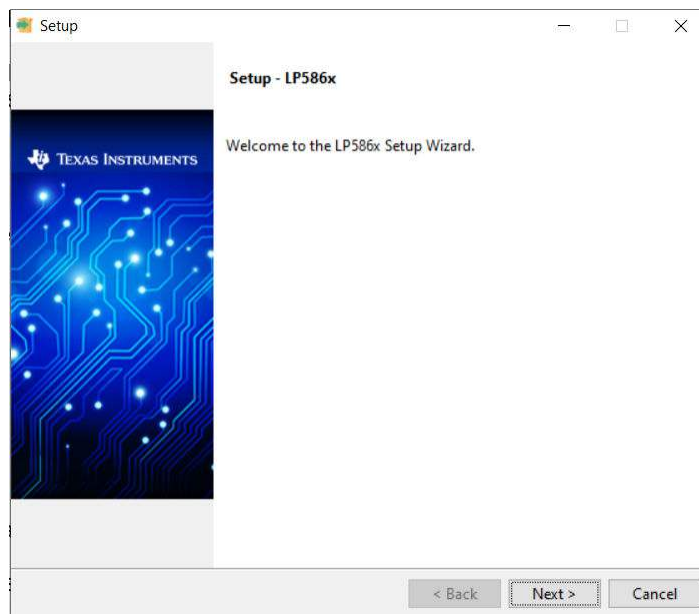 Setup
Setup - LP586x
Welcome to the LP586x Setup Wizard.
TEXAS INSTRUMENTS
< Back
Next >
Cancel